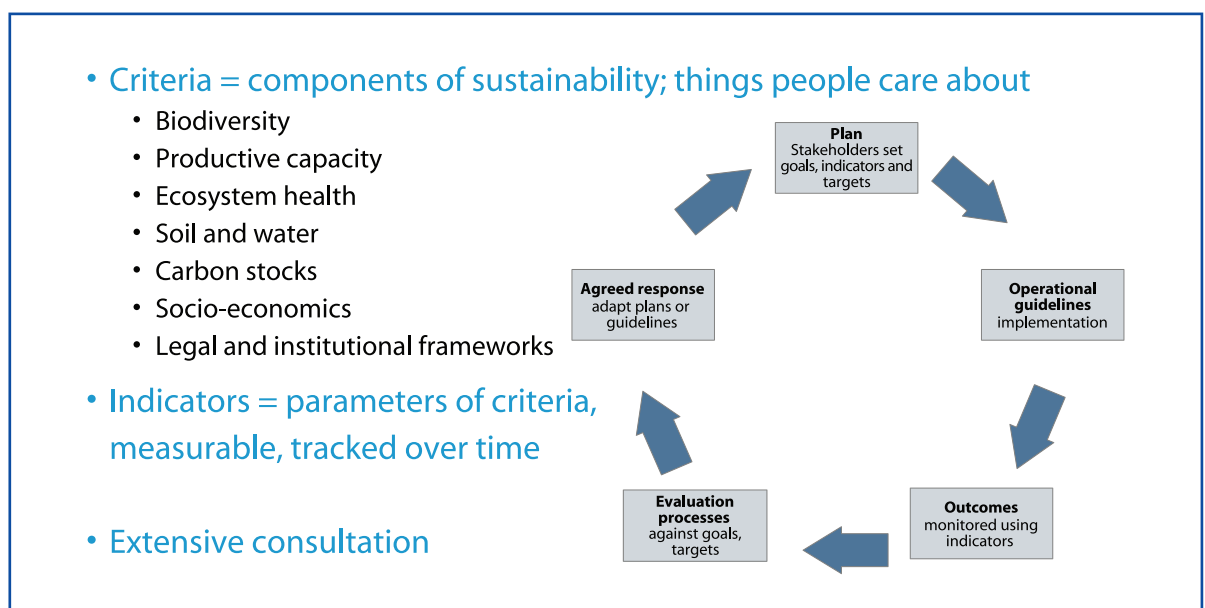 • Criteria = components of sustainability; things people care about
• Biodiversity
• Productive capacity
• Ecosystem health
• Soil and water
• Carbon stocks
• Socio-economics
• Legal and institutional frameworks
• Indicators = parameters of criteria,
measurable, tracked over time
• Extensive consultation
Plan
Stakeholders set
goals, indicators and
targets
Operational
guidelines
implementation
Outcomes
monitored using
indicators
Evaluation
processes
against goals,
targets
Agreed response
adapt plans or
guidelines